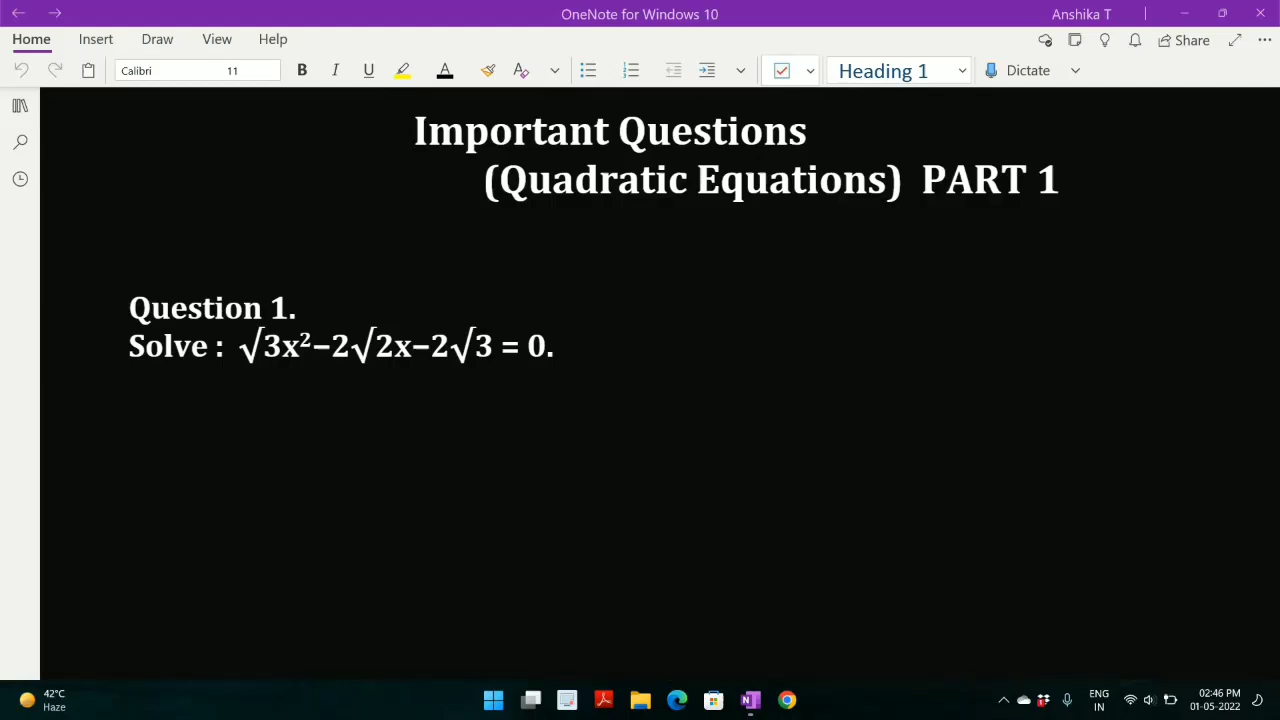 OneNote for Windows 10
Anshika T
Home Insert Draw View Help
Share
Calibri 11
B I U A A
Heading 1
Dictate
Important Questions
(Quadratic Equations) PART 1
Question 1.
Solve : √3x²−2√2x−2√3 = 0.
42°C
Haze
ENG
IN
02:46 PM
01-05-2022